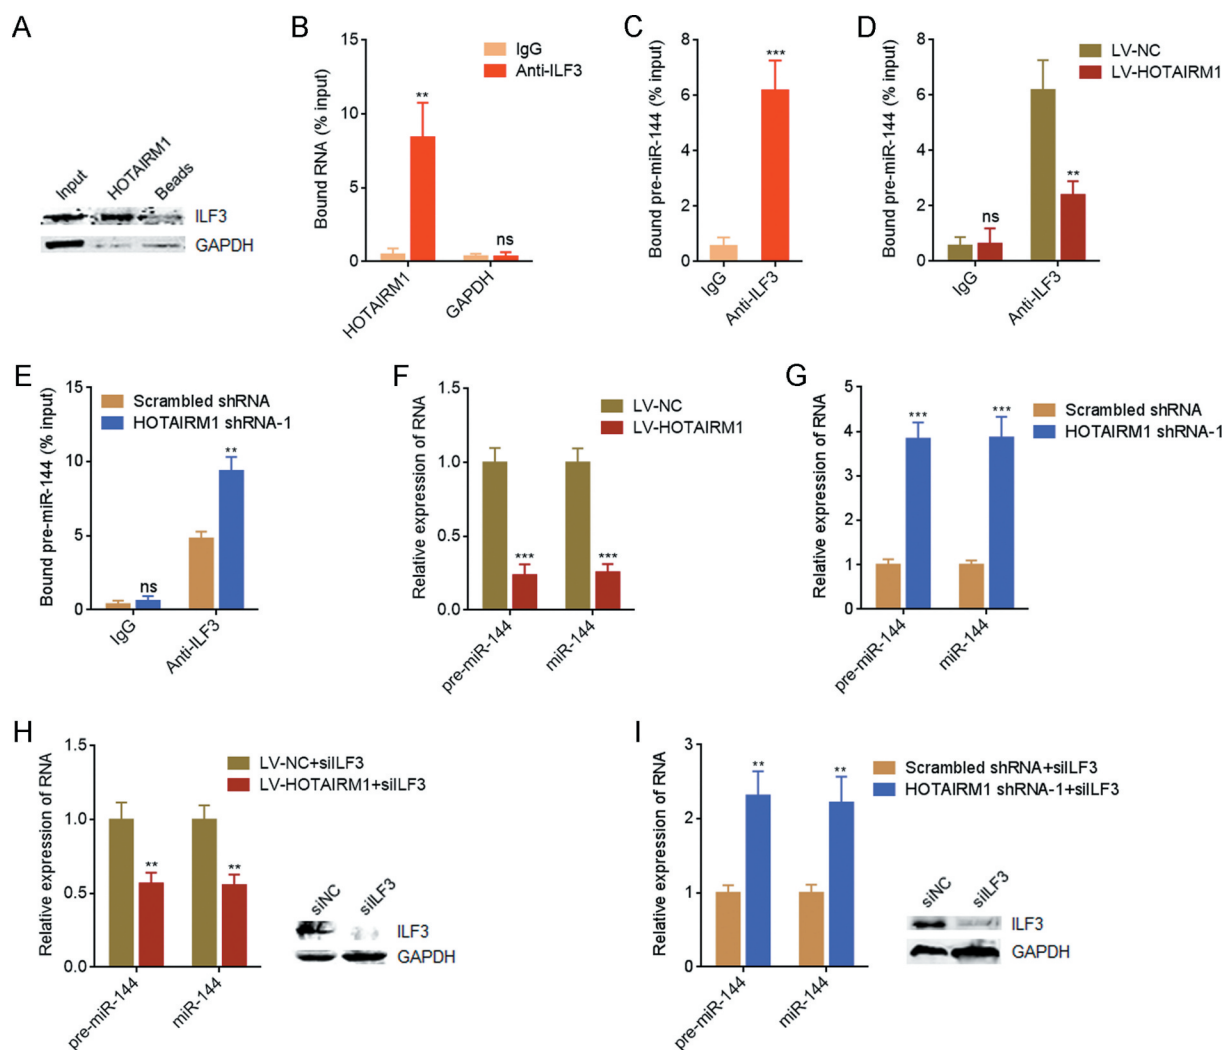 A
Input
HOTAIRM1
Beads
ILF3
GAPDH
B
Bound RNA (% input)
15
10
5
0
IgG
Anti-ILF3
**
ns
HOTAIRM1
GAPDH
C
Bound pre-miR-144 (% input)
8
6
4
2
0
***
IgG
Anti-ILF3
D
Bound pre-miR-144 (% input)
8
6
4
2
0
LV-NC
LV-HOTAIRM1
ns
**
IgG
Anti-ILF3
E
Bound pre-miR-144 (% input)
15
10
5
0
Scrambled shRNA
HOTAIRM1 shRNA-1
ns
**
IgG
Anti-ILF3
F
Relative expression of RNA
1.5
1.0
0.5
0.0
LV-NC
LV-HOTAIRM1
***
***
pre-miR-144
miR-144
G
Relative expression of RNA
5
4
3
2
1
0
Scrambled shRNA
HOTAIRM1 shRNA-1
***
***
pre-miR-144
miR-144
H
Relative expression of RNA
1.5
1.0
0.5
0.0
LV-NC+siILF3
LV-HOTAIRM1+siILF3
**
**
pre-miR-144
miR-144
siNC
siILF3
ILF3
GAPDH
I
Relative expression of RNA
3
2
1
0
Scrambled shRNA+siILF3
HOTAIRM1 shRNA-1+siILF3
**
**
pre-miR-144
miR-144
siNC
siILF3
ILF3
GAPDH